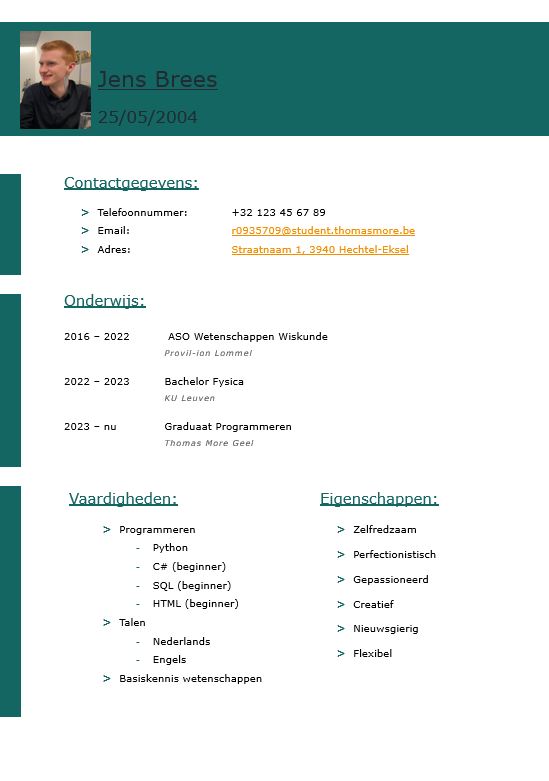 Jens Brees
25/05/2004
Contactgegevens:
> Telefoonnummer: +32 123 45 67 89
> Email: r0935709@student.thomasmore.be
> Adres: Straatnaam 1, 3940 Hechtel-Eksel
Onderwijs:
2016 – 2022 ASO Wetenschappen Wiskunde
Provil-ion Lommel
2022 – 2023 Bachelor Fysica
KU Leuven
2023 – nu Graduaat Programmeren
Thomas More Geel
Vaardigheden:
> Programmeren
- Python
- C# (beginner)
- SQL (beginner)
- HTML (beginner)
> Talen
- Nederlands
- Engels
> Basiskennis wetenschappen
Eigenschappen:
> Zelfredzaam
> Perfectionistisch
> Gepassioneerd
> Creatief
> Nieuwsgierig
> Flexibel